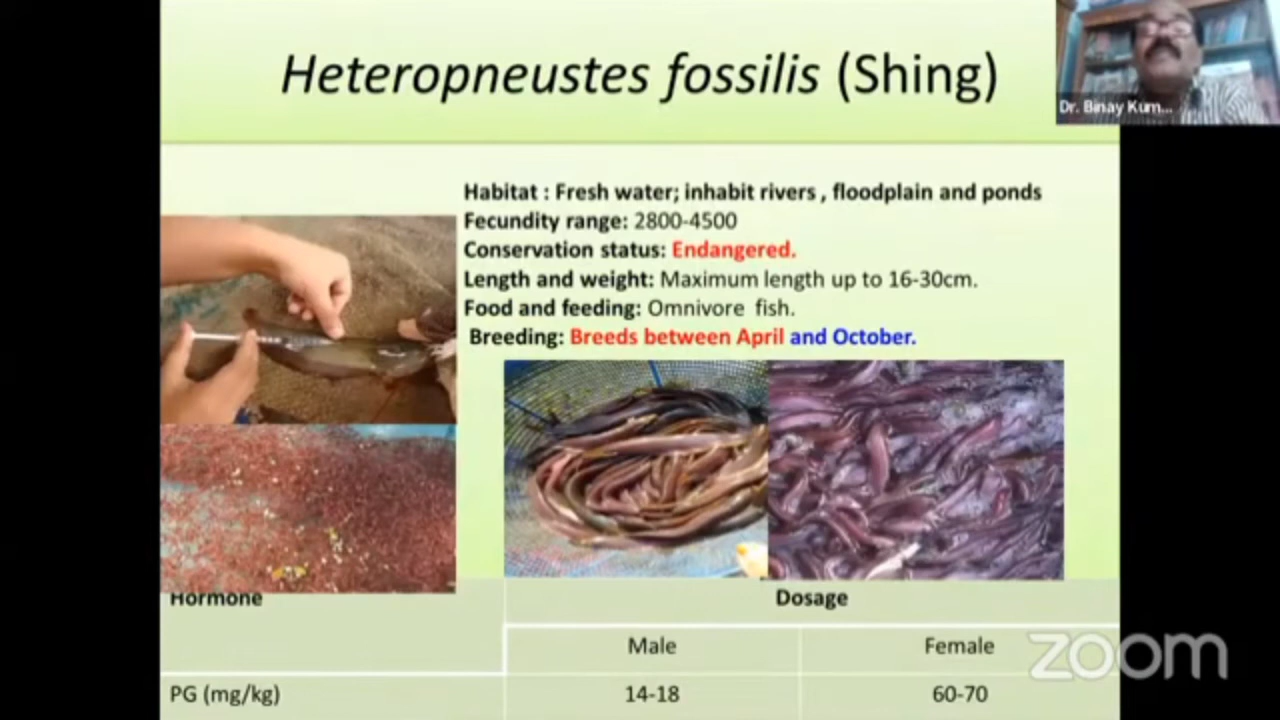 Heteropneustes fossilis (Shing)
Dr. Binay Kum...
Habitat : Fresh water; inhabit rivers , floodplain and ponds
Fecundity range: 2800-4500
Conservation status: Endangered.
Length and weight: Maximum length up to 16-30cm.
Food and feeding: Omnivore fish.
Breeding: Breeds between April and October.
Hormone
Dosage
Male
Female
zoom
PG (mg/kg)
14-18
60-70